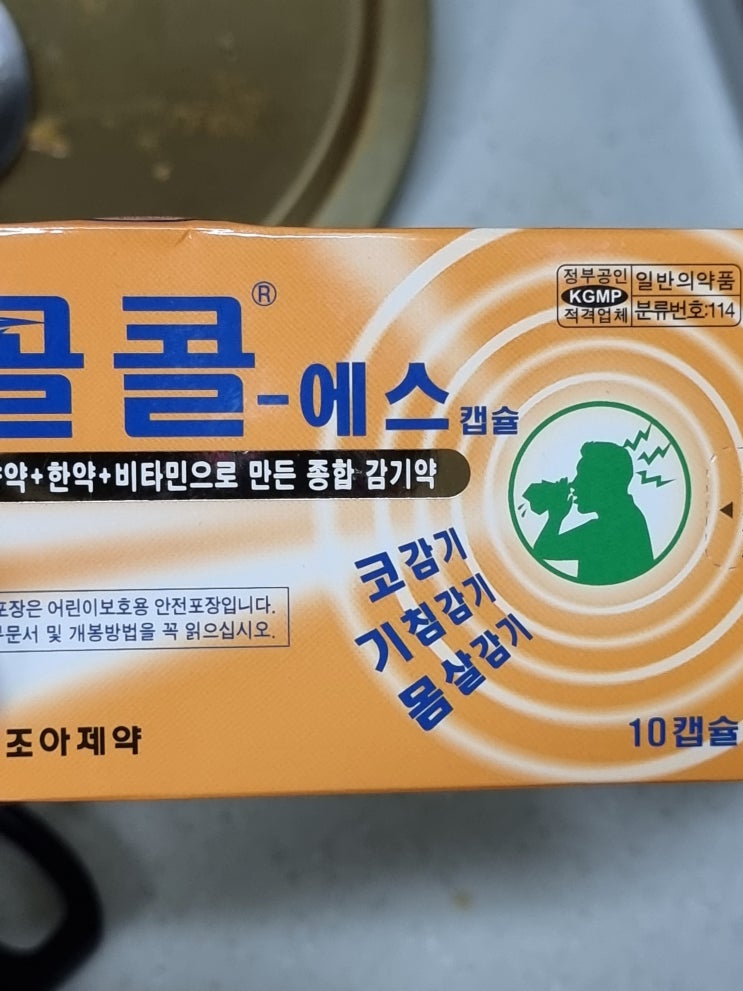 콜콜®-에스 캡슐
정부공인 KGMP 적격업체
일반의약품
분류번호:114
+한약+비타민으로 만든 종합 감기약
코감기
기침감기
몸살감기
포장은 어린이보호용 안전포장입니다.
및 개봉방법을 꼭 읽으십시오.
조아제약
10캡슐